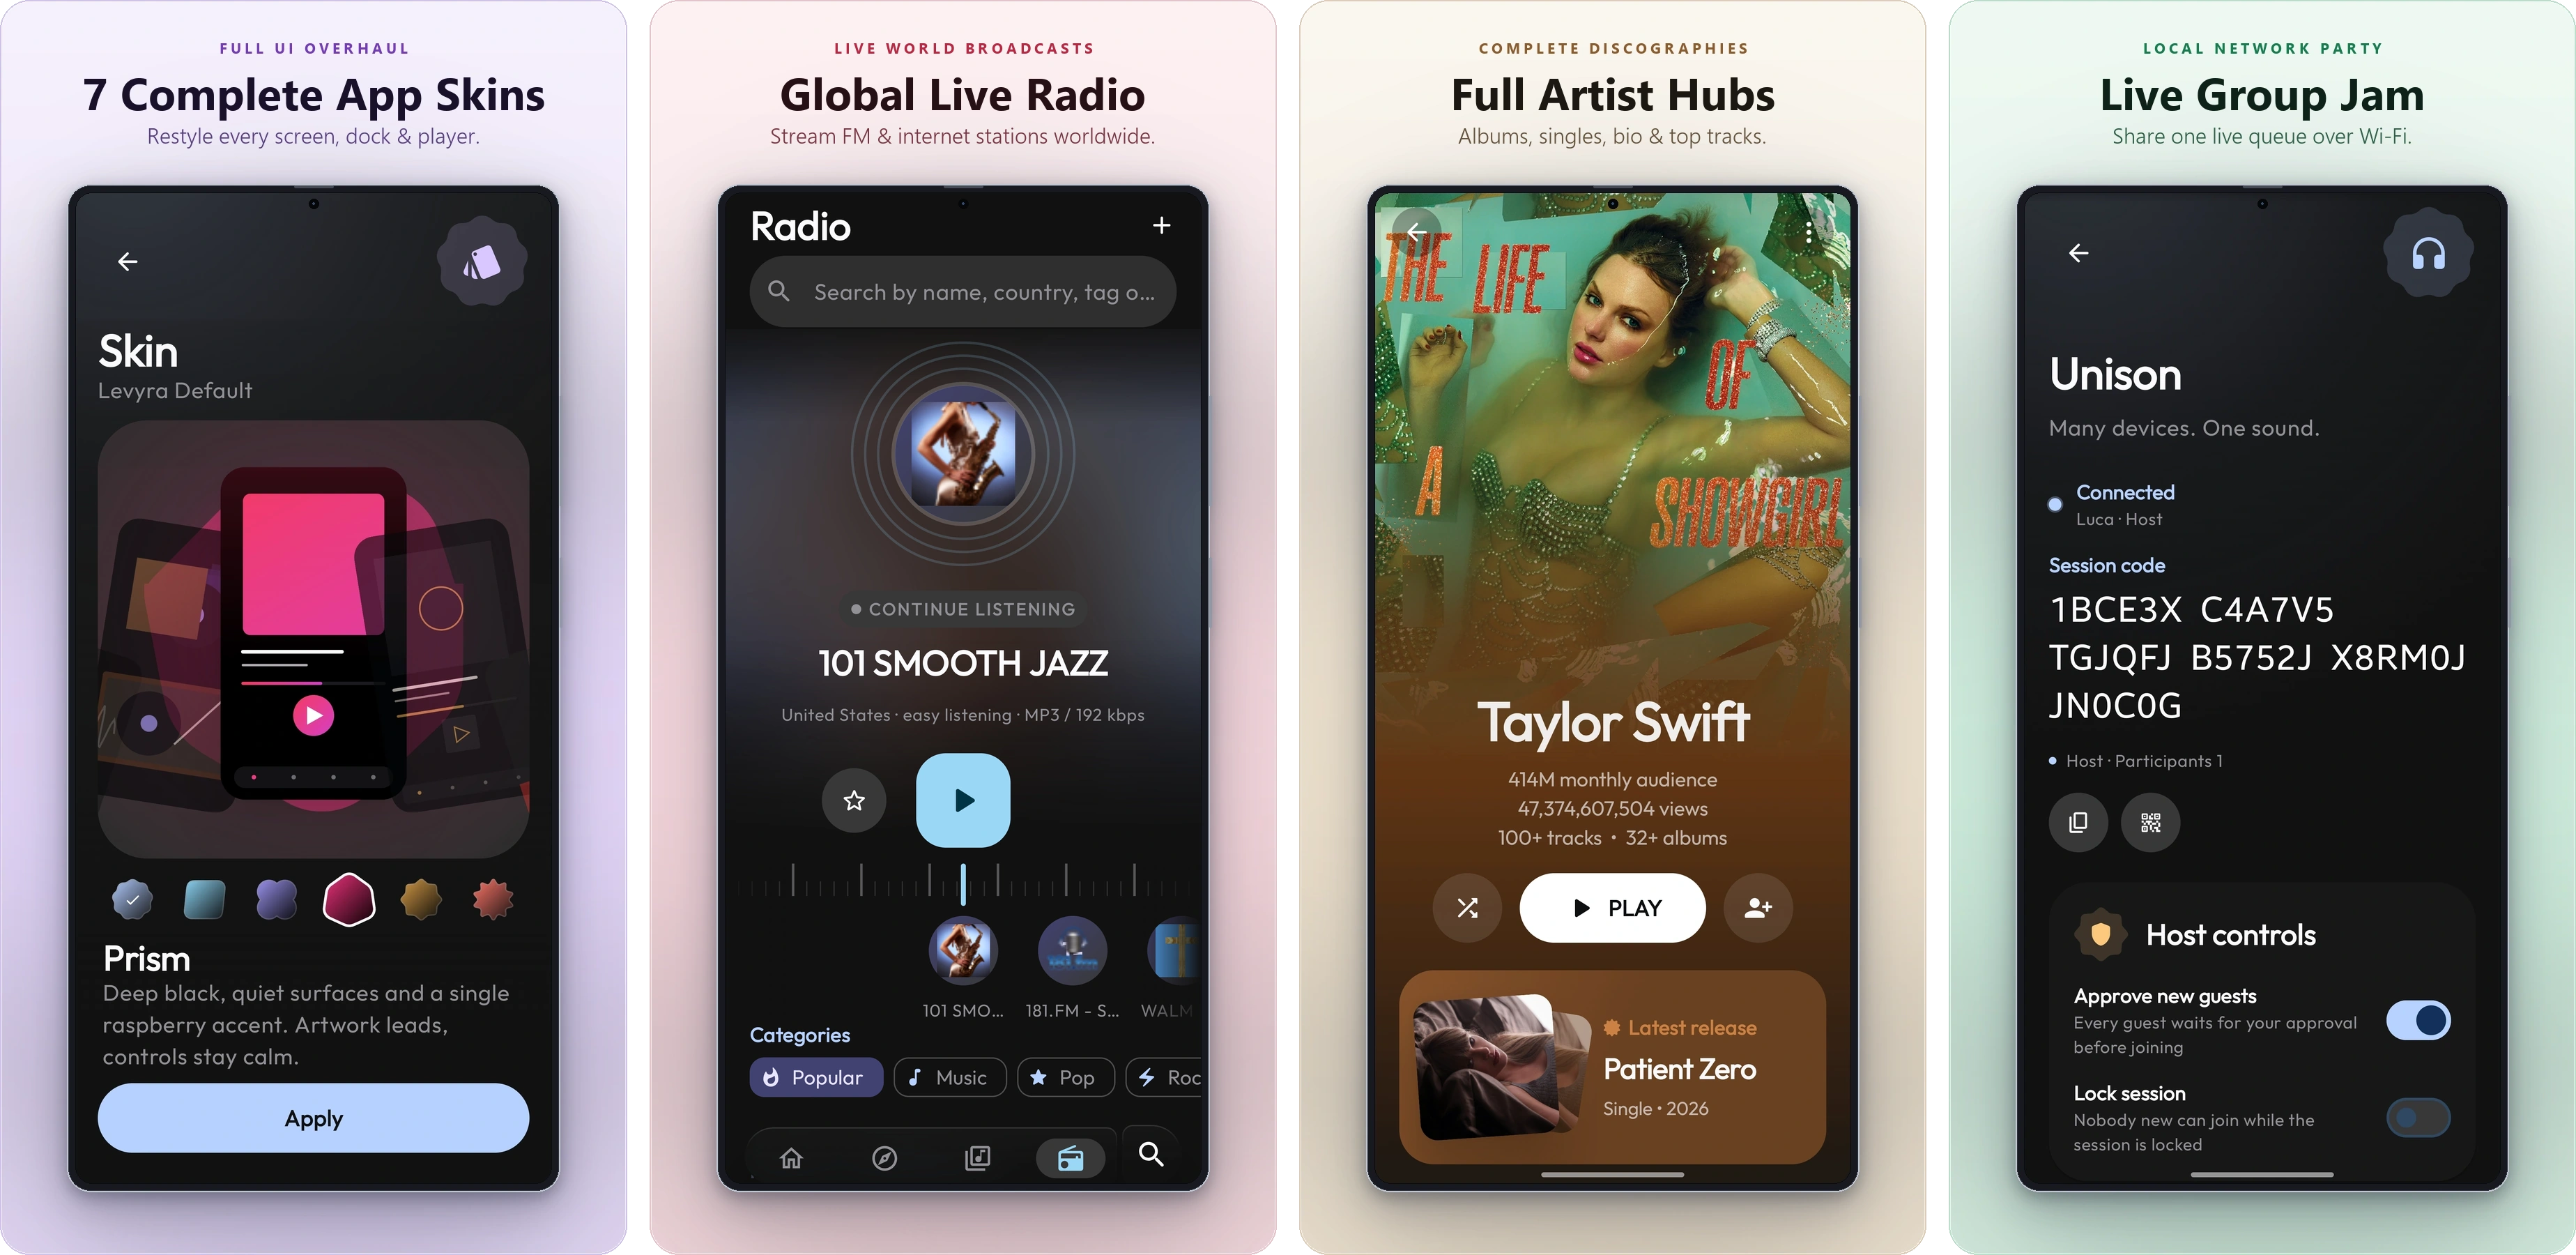 FULL UI OVERHAUL
7 Complete App Skins
Restyle every screen, dock & player.
Skin
Levyra Default
Prism
Deep black, quiet surfaces and a single
raspberry accent. Artwork leads,
controls stay calm.
Apply
LIVE WORLD BROADCASTS
Global Live Radio
Stream FM & internet stations worldwide.
Radio
Search by name, country, tag o...
CONTINUE LISTENING
101 SMOOTH JAZZ
United States · easy listening · MP3 / 192 kbps
101 SMO... 181.FM - S... WALM
Categories
Popular Music Pop Roc
COMPLETE DISCOGRAPHIES
Full Artist Hubs
Albums, singles, bio & top tracks.
THE LIFE
OF
A
SHOWGIRL
Taylor Swift
414M monthly audience
47,374,607,504 views
100+ tracks • 32+ albums
PLAY
Latest release
Patient Zero
Single • 2026
LOCAL NETWORK PARTY
Live Group Jam
Share one live queue over Wi-Fi.
Unison
Many devices. One sound.
Connected
Luca · Host
Session code
1BCE3X C4A7V5
TGJQFJ B5752J X8RM0J
JN0C0G
Host · Participants 1
Host controls
Approve new guests
Every guest waits for your approval
before joining
Lock session
Nobody new can join while the
session is locked